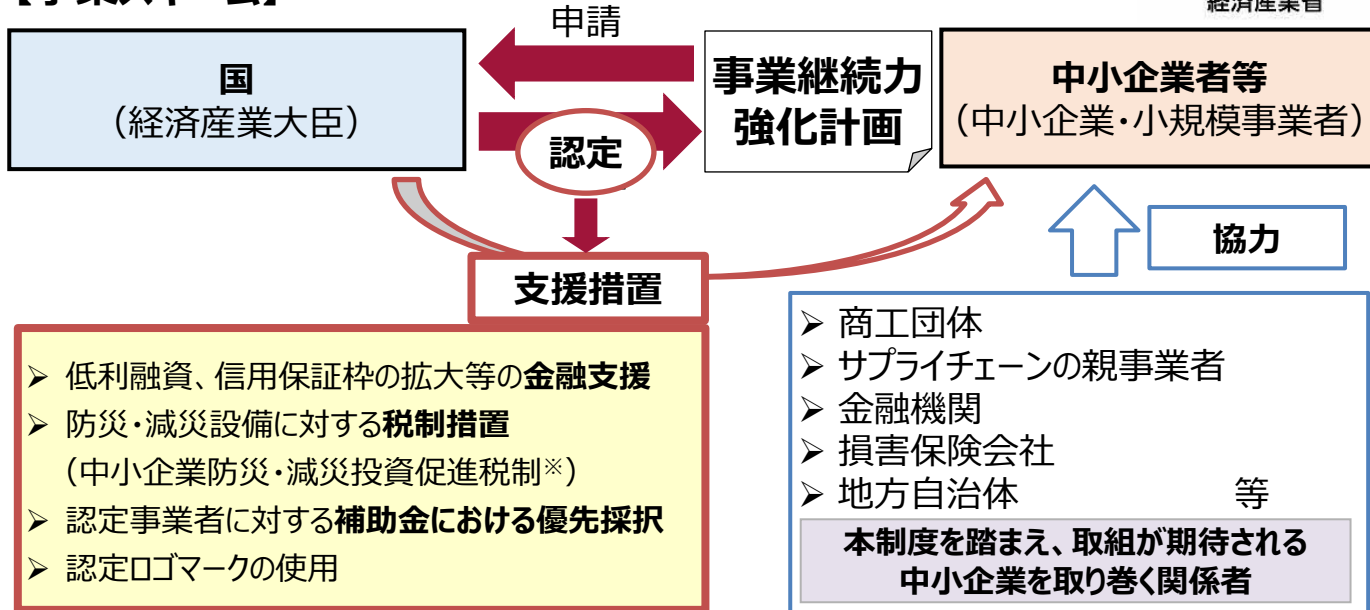 経済産業省
申請
国
（経済産業大臣）
事業継続力
強化計画
中小企業者等
（中小企業・小規模事業者）
認定
協力
支援措置
➢ 低利融資、信用保証枠の拡大等の金融支援
➢ 防災・減災設備に対する税制措置
（中小企業防災・減災投資促進税制※）
➢ 認定事業者に対する補助金における優先採択
➢ 認定ロゴマークの使用
➢ 商工団体
➢ サプライチェーンの親事業者
➢ 金融機関
➢ 損害保険会社
➢ 地方自治体 等
本制度を踏まえ、取組が期待される
中小企業を取り巻く関係者